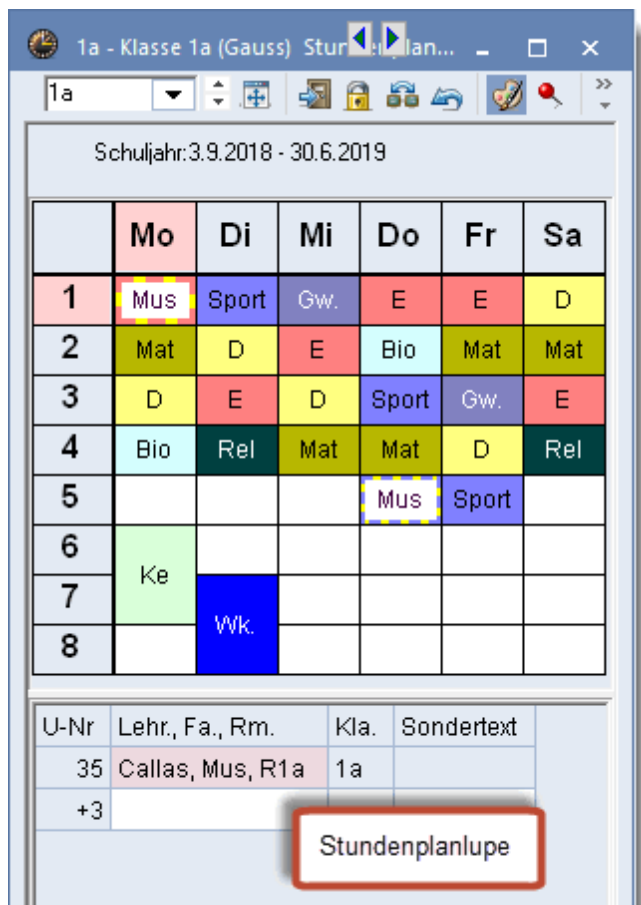 1a - Klasse 1a (Gauss) Stundenplan...
1a
Schuljahr:3.9.2018 - 30.6.2019
Mo Di Mi Do Fr Sa
1 Mus Sport Gw. E E D
2 Mat D E Bio Mat Mat
3 D E D Sport Gw. E
4 Bio Rel Mat Mat D Rel
5 Mus Sport
6
Ke
7
Wk.
8
U-Nr Lehr., Fa., Rm. Kla. Sondertext
35 Callas, Mus, R1a 1a
+3
Stundenplanlupe